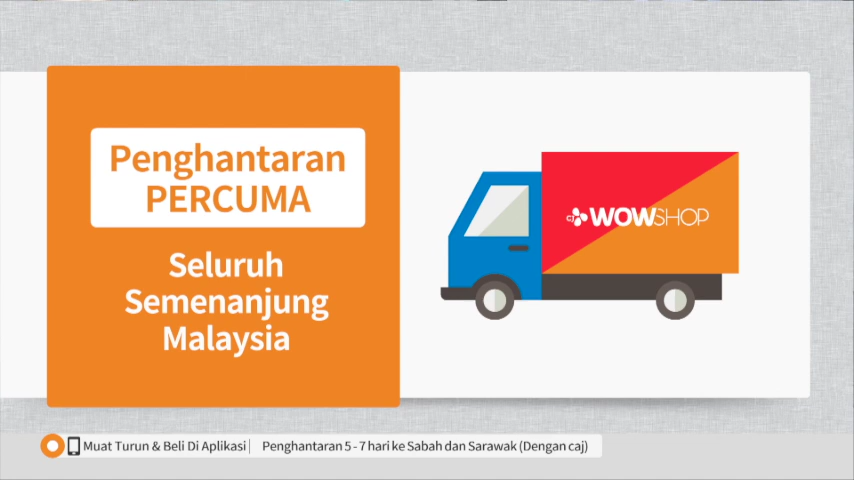 Penghantaran
PERCUMA
Seluruh
Semenanjung
Malaysia
CJ WOWSHOP
Muat Turun & Beli Di Aplikasi | Penghantaran 5 - 7 hari ke Sabah dan Sarawak (Dengan caj)